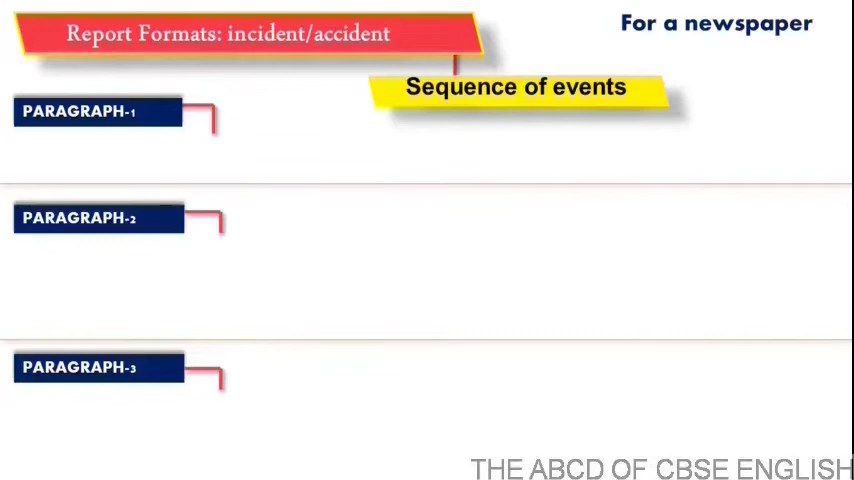 Report Formats: incident/accident
For a newspaper
Sequence of events
PARAGRAPH-1
PARAGRAPH-2
PARAGRAPH-3
THE ABCD OF CBSE ENGLISH